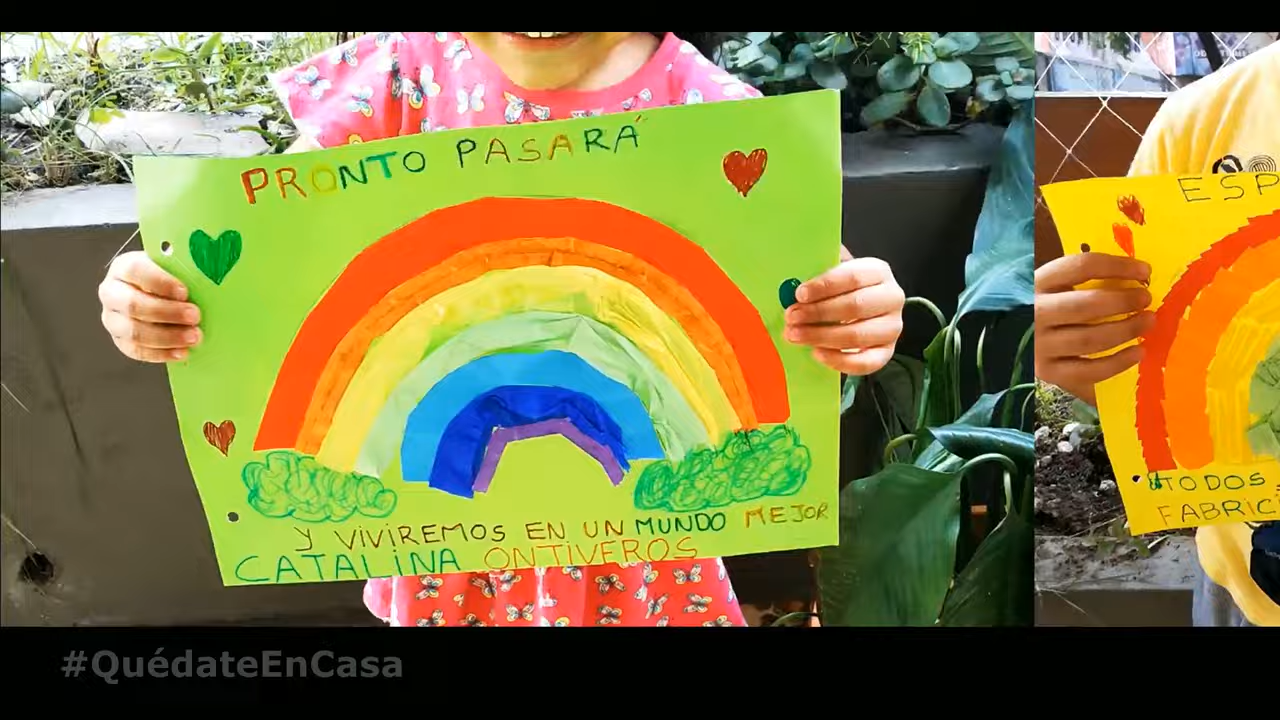 PRONTO PASARÁ
Y VIVIREMOS EN UN MUNDO MEJOR
CATALINA ONTIVEROS
ESP
TODOS
FABRIC
#QuédateEnCasa